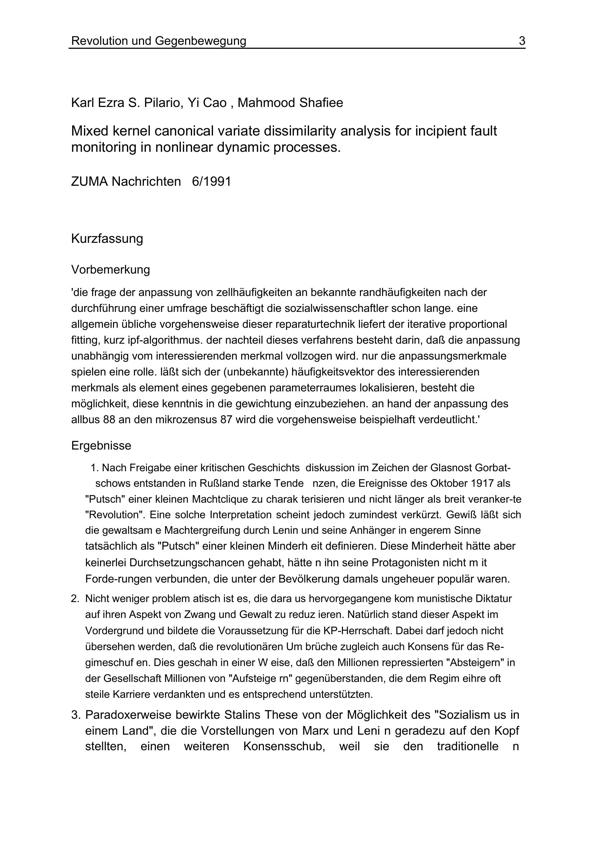 Revolution und Gegenbewegung 3
Karl Ezra S. Pilario, Yi Cao , Mahmood Shafiee
Mixed kernel canonical variate dissimilarity analysis for incipient fault
monitoring in nonlinear dynamic processes.
ZUMA Nachrichten 6/1991
Kurzfassung
Vorbemerkung
'die frage der anpassung von zellhäufigkeiten an bekannte randhäufigkeiten nach der
durchführung einer umfrage beschäftigt die sozialwissenschaftler schon lange. eine
allgemein übliche vorgehensweise dieser reparaturtechnik liefert der iterative proportional
fitting, kurz ipf-algorithmus. der nachteil dieses verfahrens besteht darin, daß die anpassung
unabhängig vom interessierenden merkmal vollzogen wird. nur die anpassungsmerkmale
spielen eine rolle. läßt sich der (unbekannte) häufigkeitsvektor des interessierenden
merkmals als element eines gegebenen parameterraumes lokalisieren, besteht die
möglichkeit, diese kenntnis in die gewichtung einzubeziehen. an hand der anpassung des
allbus 88 an den mikrozensus 87 wird die vorgehensweise beispielhaft verdeutlicht.'
Ergebnisse
1. Nach Freigabe einer kritischen Geschichts diskussion im Zeichen der Glasnost Gorbat-
schows entstanden in Rußland starke Tende nzen, die Ereignisse des Oktober 1917 als
"Putsch" einer kleinen Machtclique zu charak terisieren und nicht länger als breit veranker-te
"Revolution". Eine solche Interpretation scheint jedoch zumindest verkürzt. Gewiß läßt sich
die gewaltsam e Machtergreifung durch Lenin und seine Anhänger in engerem Sinne
tatsächlich als "Putsch" einer kleinen Minderh eit definieren. Diese Minderheit hätte aber
keinerlei Durchsetzungschancen gehabt, hätte n ihn seine Protagonisten nicht m it
Forde-rungen verbunden, die unter der Bevölkerung damals ungeheuer populär waren.
2. Nicht weniger problem atisch ist es, die dara us hervorgegangene kom munistische Diktatur
auf ihren Aspekt von Zwang und Gewalt zu reduz ieren. Natürlich stand dieser Aspekt im
Vordergrund und bildete die Voraussetzung für die KP-Herrschaft. Dabei darf jedoch nicht
übersehen werden, daß die revolutionären Um brüche zugleich auch Konsens für das Re-
gimeschuf en. Dies geschah in einer W eise, daß den Millionen repressierten "Absteigern" in
der Gesellschaft Millionen von "Aufsteige rn" gegenüberstanden, die dem Regim eihre oft
steile Karriere verdankten und es entsprechend unterstützten.
3. Paradoxerweise bewirkte Stalins These von der Möglichkeit des "Sozialism us in
einem Land", die die Vorstellungen von Marx und Leni n geradezu auf den Kopf
stellten, einen weiteren Konsensschub, weil sie den traditionelle n